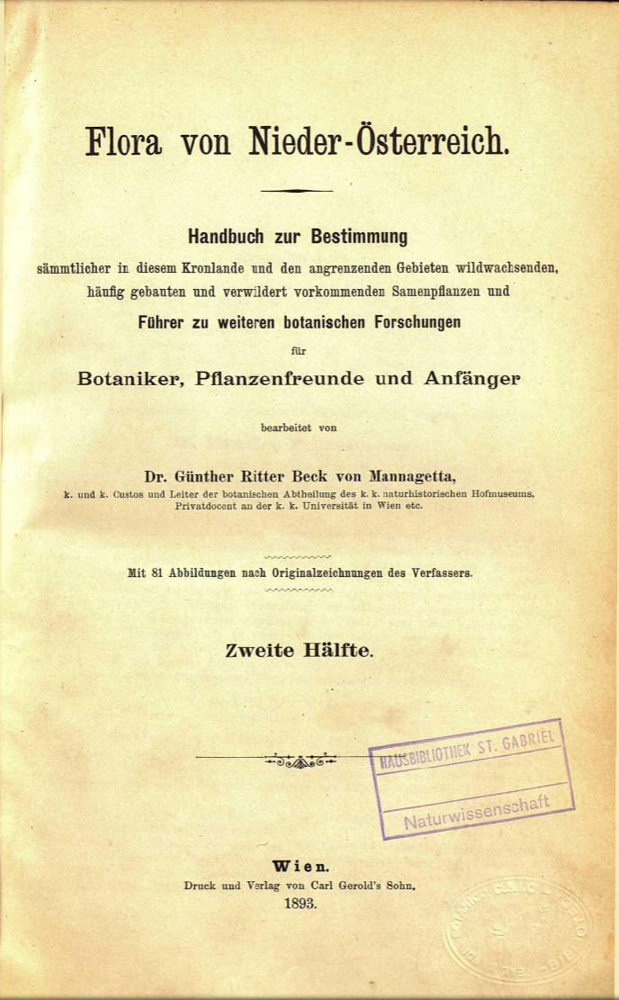 Flora von Nieder-Österreich.
Handbuch zur Bestimmung
sämmtlicher in diesem Kronlande und den angrenzenden Gebieten wildwachsenden,
häufig gebauten und verwildert vorkommenden Samenpflanzen und
Führer zu weiteren botanischen Forschungen
für
Botaniker, Pflanzenfreunde und Anfänger
bearbeitet von
Dr. Günther Ritter Beck von Mannagetta,
k. und k. Custos und Leiter der botanischen Abtheilung des k. k. naturhistorischen Hofmuseums,
Privatdocent an der k. k. Universität in Wien etc.
Mit 81 Abbildungen nach Originalzeichnungen des Verfassers.
Zweite Hälfte.
HAUSBIBLIOTHEK ST. GABRIEL
Naturwissenschaft
Wien.
Druck und Verlag von Carl Gerold's Sohn.
1893.